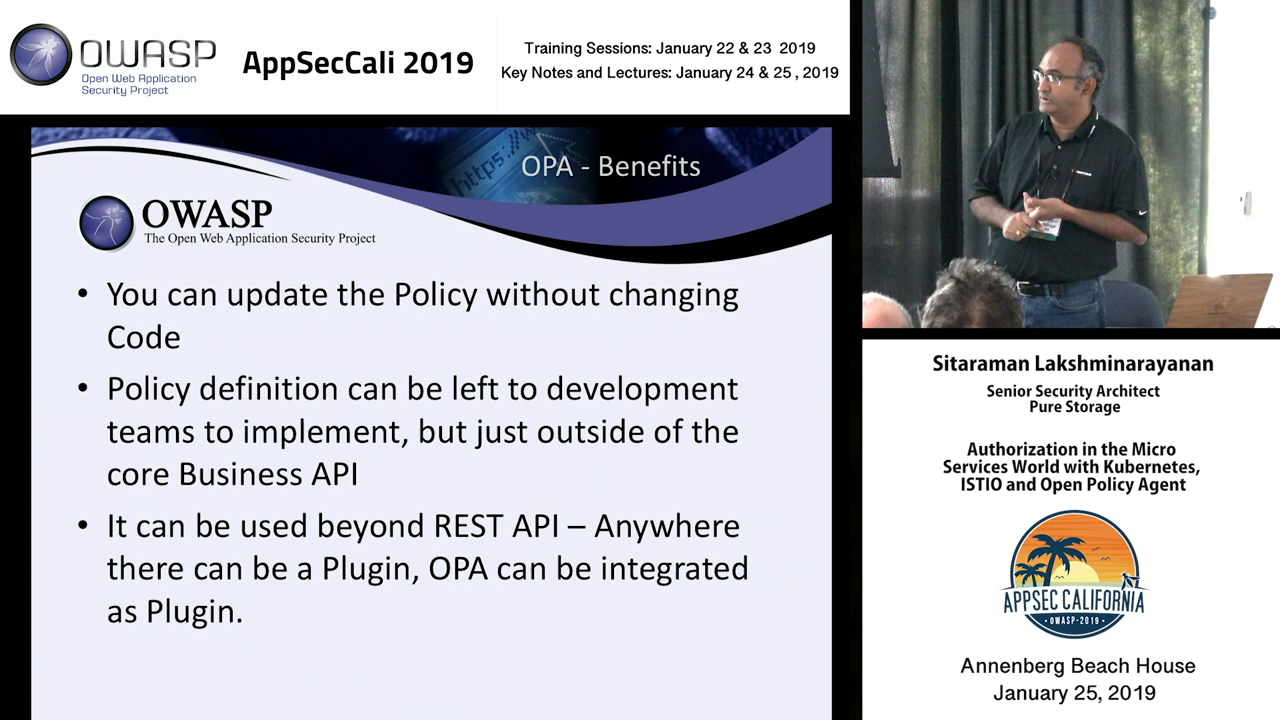 OWASP
Open Web Application
Security Project
AppSecCali 2019
Training Sessions: January 22 & 23 2019
Key Notes and Lectures: January 24 & 25 , 2019
OPA - Benefits
OWASP
The Open Web Application Security Project
• You can update the Policy without changing
Code
• Policy definition can be left to development
teams to implement, but just outside of the
core Business API
• It can be used beyond REST API – Anywhere
there can be a Plugin, OPA can be integrated
as Plugin.
Sitaraman Lakshminarayanan
Senior Security Architect
Pure Storage
Authorization in the Micro
Services World with Kubernetes,
ISTIO and Open Policy Agent
APPSEC CALIFORNIA
• OWASP-2019 •
Annenberg Beach House
January 25, 2019